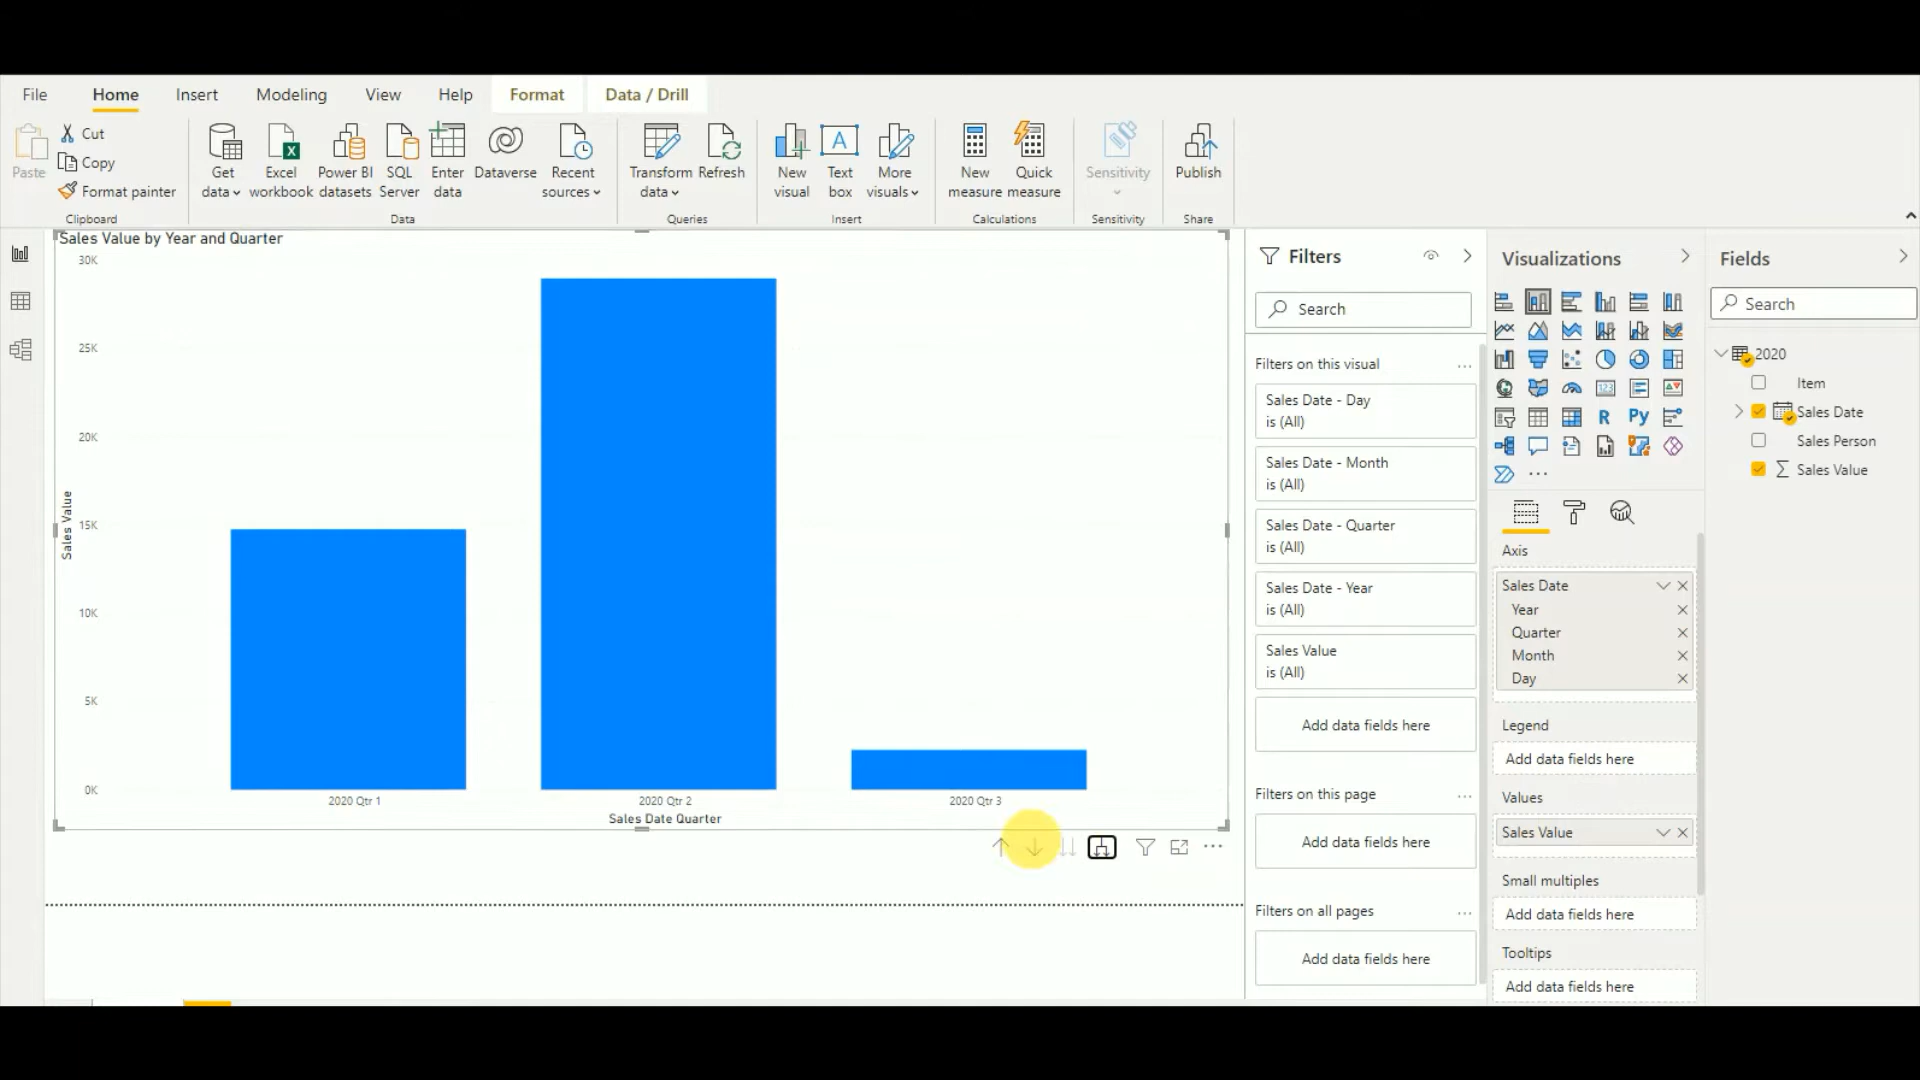 File Home Insert Modeling View Help Format Data / Drill
Paste
Cut
Copy
Format painter
Clipboard
Get data
Excel workbook
Power BI datasets
SQL Server
Enter data
Dataverse
Recent sources
Data
Transform data
Refresh
Queries
New visual
Text box
More visuals
Insert
New measure
Quick measure
Calculations
Sensitivity
Sensitivity
Publish
Share
Sales Value by Year and Quarter
30K
25K
20K
15K
10K
5K
0K
Sales Value
2020 Qtr 1
2020 Qtr 2
2020 Qtr 3
Sales Date Quarter
Filters
Search
Filters on this visual
Sales Date - Day
is (All)
Sales Date - Month
is (All)
Sales Date - Quarter
is (All)
Sales Date - Year
is (All)
Sales Value
is (All)
Add data fields here
Filters on this page
Add data fields here
Filters on all pages
Add data fields here
Visualizations
R
Py
123
Axis
Sales Date
Year
Quarter
Month
Day
Legend
Add data fields here
Values
Sales Value
Small multiples
Add data fields here
Tooltips
Add data fields here
Fields
Search
2020
Item
Sales Date
Sales Person
Sales Value